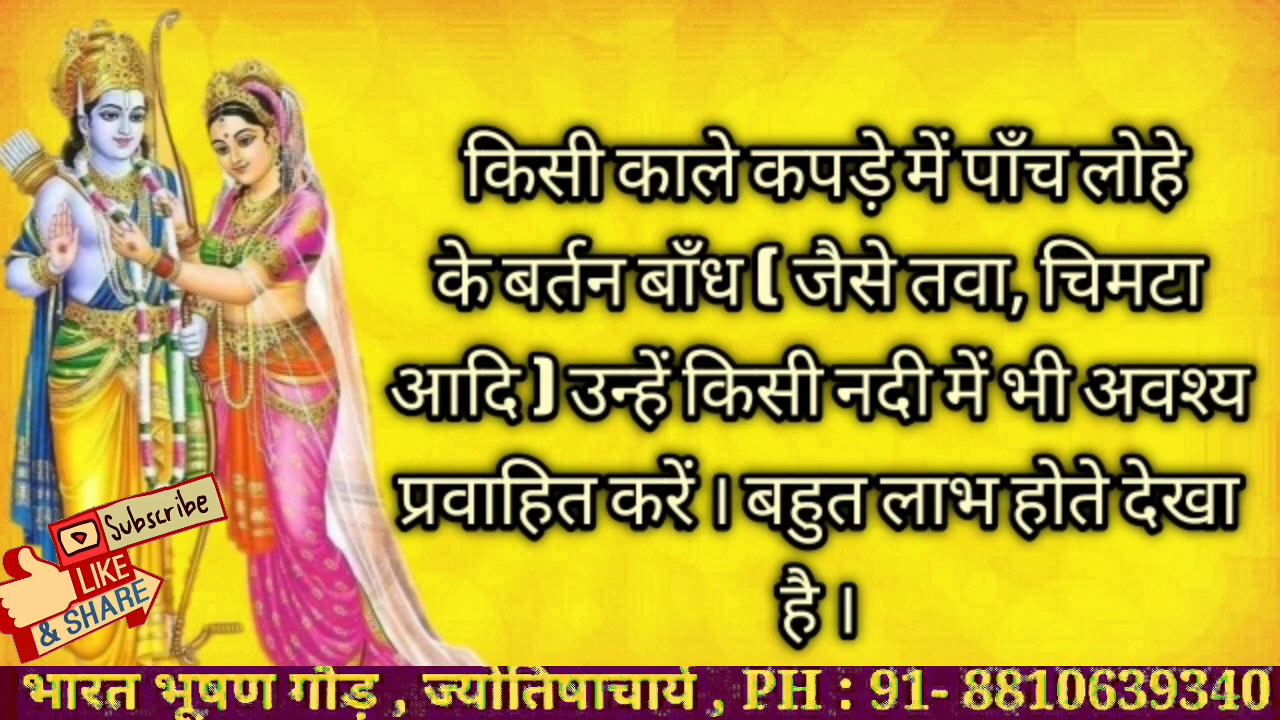 किसी काले कपड़े में पाँच लोहे
के बर्तन बाँध ( जैसे तवा, चिमटा
आदि ) उन्हें किसी नदी में भी अवश्य
प्रवाहित करें । बहुत लाभ होते देखा
है ।
Subscribe
LIKE
& SHARE
भारत भूषण गौड़ , ज्योतिषाचार्य , PH : 91- 8810639340